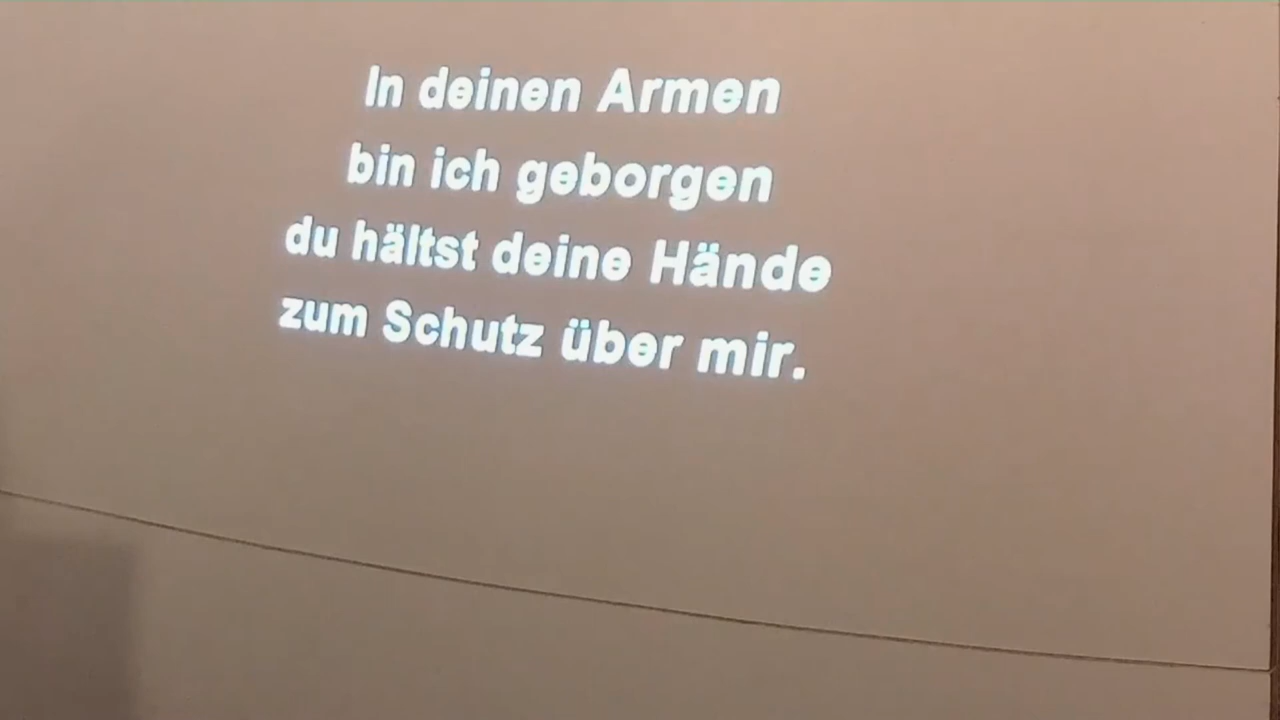 In deinen Armen
bin ich geborgen
du hältst deine Hände
zum Schutz über mir.